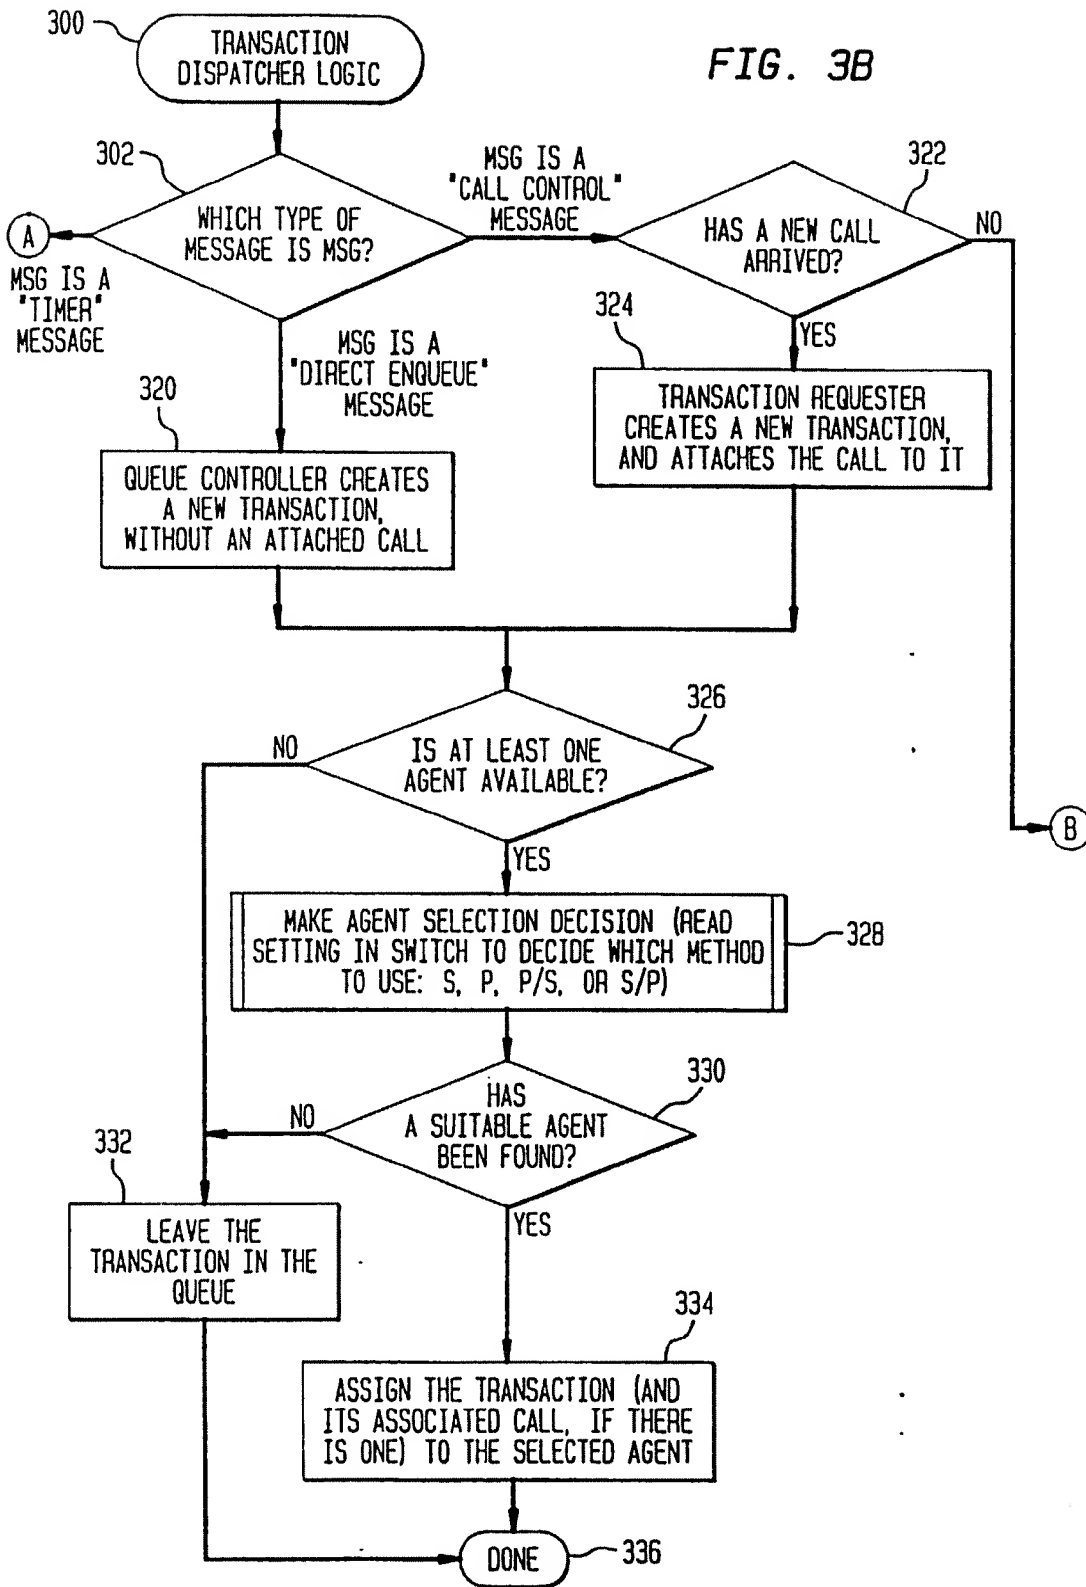 300
TRANSACTION
DISPATCHER LOGIC
FIG. 3B
302
WHICH TYPE OF
MESSAGE IS MSG?
A
MSG IS A
"TIMER"
MESSAGE
MSG IS A
"CALL CONTROL"
MESSAGE
322
HAS A NEW CALL
ARRIVED?
NO
YES
MSG IS A
"DIRECT ENQUEUE"
MESSAGE
320
QUEUE CONTROLLER CREATES
A NEW TRANSACTION,
WITHOUT AN ATTACHED CALL
324
TRANSACTION REQUESTER
CREATES A NEW TRANSACTION,
AND ATTACHES THE CALL TO IT
326
IS AT LEAST ONE
AGENT AVAILABLE?
NO
YES
B
MAKE AGENT SELECTION DECISION (READ
SETTING IN SWITCH TO DECIDE WHICH METHOD
TO USE: S, P, P/S, OR S/P)
328
330
HAS
A SUITABLE AGENT
BEEN FOUND?
NO
YES
332
LEAVE THE
TRANSACTION IN THE
QUEUE
334
ASSIGN THE TRANSACTION (AND
ITS ASSOCIATED CALL, IF THERE
IS ONE) TO THE SELECTED AGENT
DONE
336